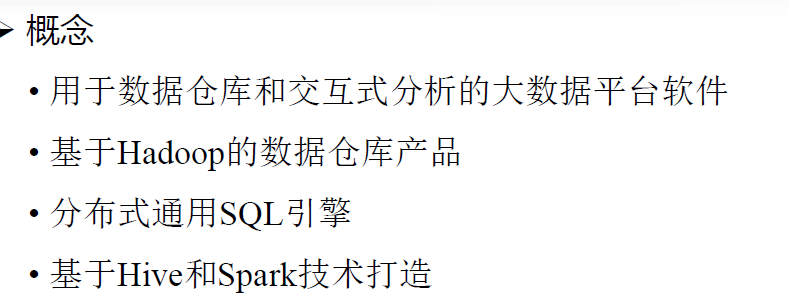 概念
• 用于数据仓库和交互式分析的大数据平台软件
• 基于Hadoop的数据仓库产品
• 分布式通用SQL引擎
• 基于Hive和Spark技术打造